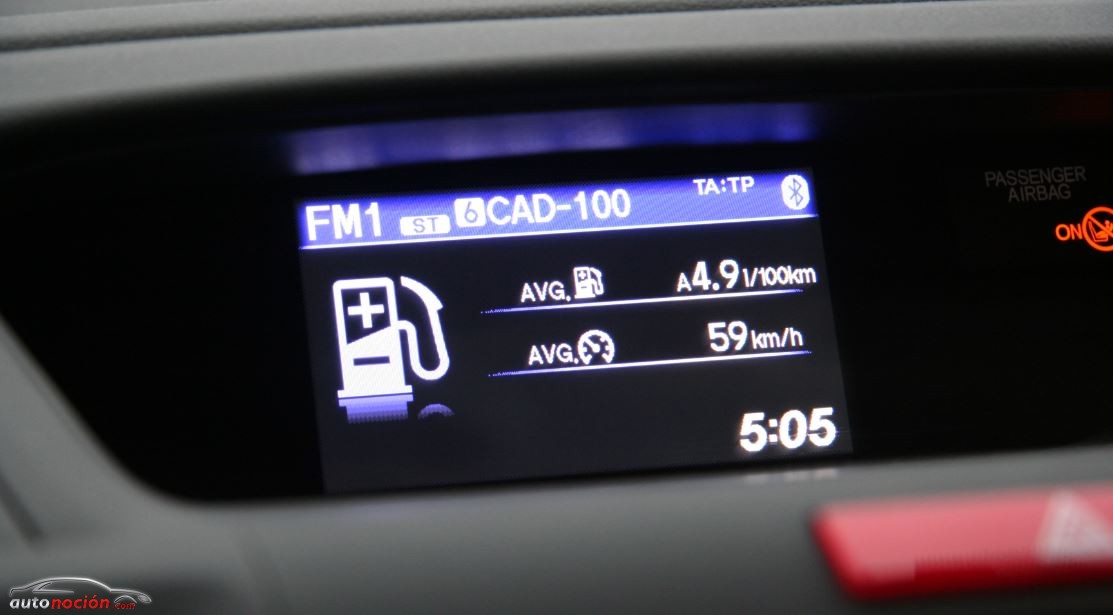 FM1 ST 6 CAD-100 TA:TP
PASSENGER
AIRBAG
ON
AVG. A4.9 l/100km
AVG. 59 km/h
5:05
autonoción.com